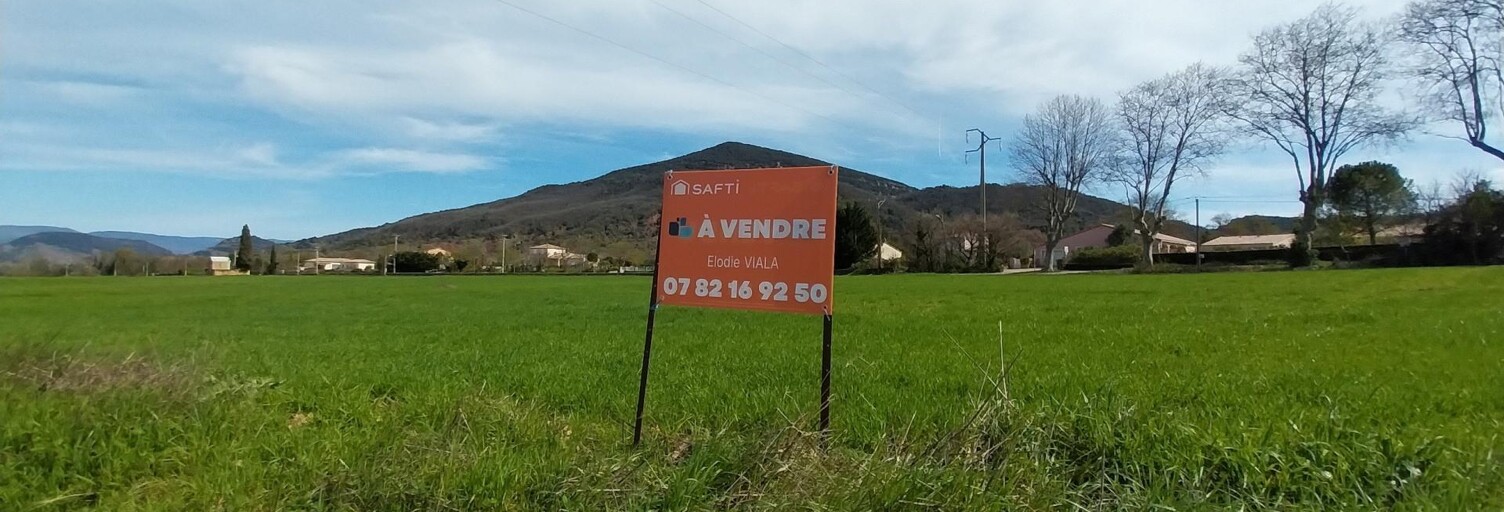 SAFTi
À VENDRE
Elodie VIALA
07 82 16 92 50